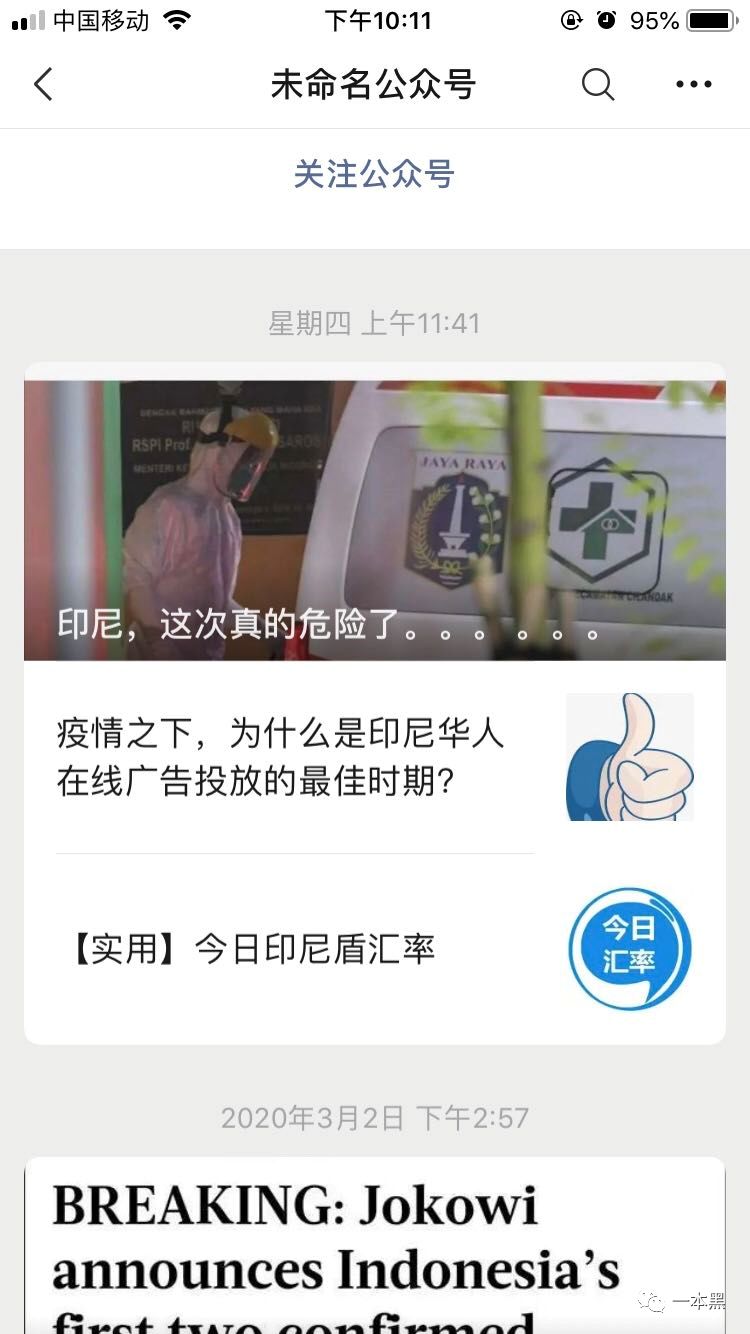 中国移动
下午10:11
95%
未命名公众号
关注公众号
星期四 上午11:41
RSPI Prof
JAYA RAYA
CILANDAK
印尼，这次真的危险了。。。。。。
疫情之下，为什么是印尼华人
在线广告投放的最佳时期？
【实用】今日印尼盾汇率
今日
汇率
2020年3月2日 下午2:57
BREAKING: Jokowi
announces Indonesia’s
first two confirmed
一本黑